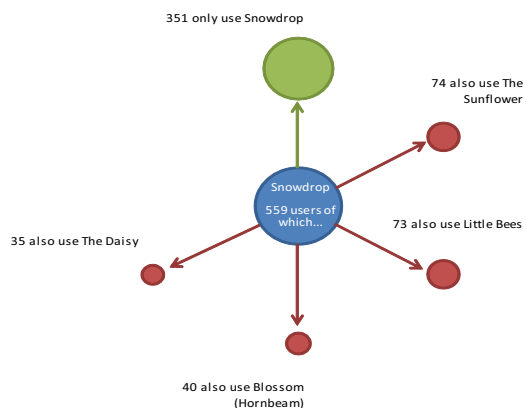 351 only use Snowdrop
74 also use The
Sunflower
Snowdrop
559 users of
which...
73 also use Little Bees
35 also use The Daisy
40 also use Blossom
(Hornbeam)